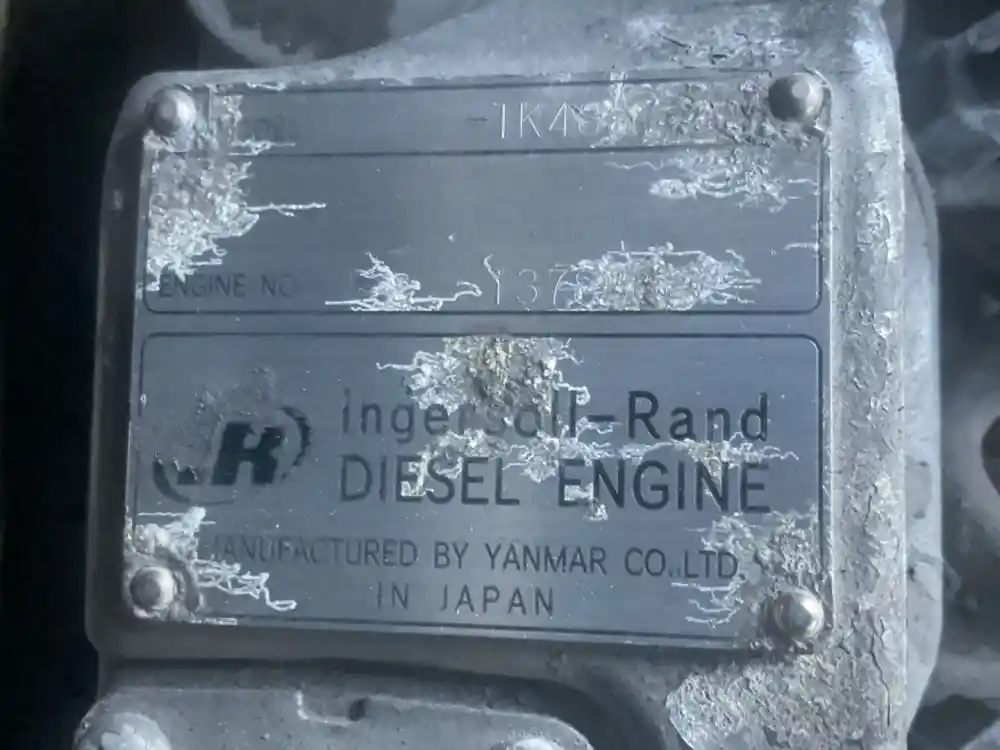 ENGINE NO.
Ingersoll-Rand
DIESEL ENGINE
MANUFACTURED BY YANMAR CO.,LTD.
IN JAPAN